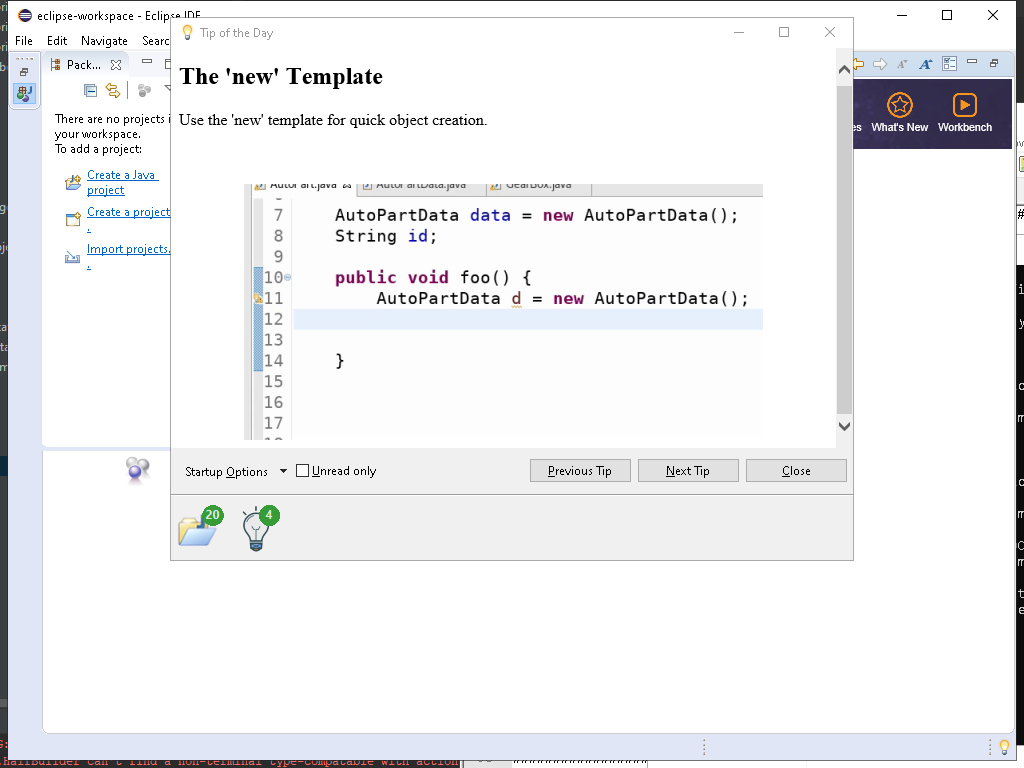 eclipse-workspace - Eclipse IDE
File Edit Navigate Searc
Tip of the Day
Pack...
The 'new' Template
Use the 'new' template for quick object creation.
There are no projects i
your workspace.
To add a project:
Create a Java
project
Create a project
.
Import projects.
.
What's New
Workbench
AutoPart.java
AutoPartData.java
GearBox.java
7 AutoPartData data = new AutoPartData();
8 String id;
9
10 public void foo() {
11 AutoPartData d = new AutoPartData();
12
13
14 }
15
16
17
Startup Options
Unread only
Previous Tip
Next Tip
Close
20
4
.HallBuilder can't find a non-terminal type-compatable with action